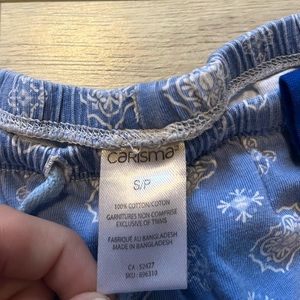 carisma
S/P
100% COTTON/COTON
GARNITURES NON COMPRISE
EXCLUSIVE OF TRIMS
FABRIQUÉ AU BANGLADESH
MADE IN BANGLADESH
CA : 52427
SKU : 696310